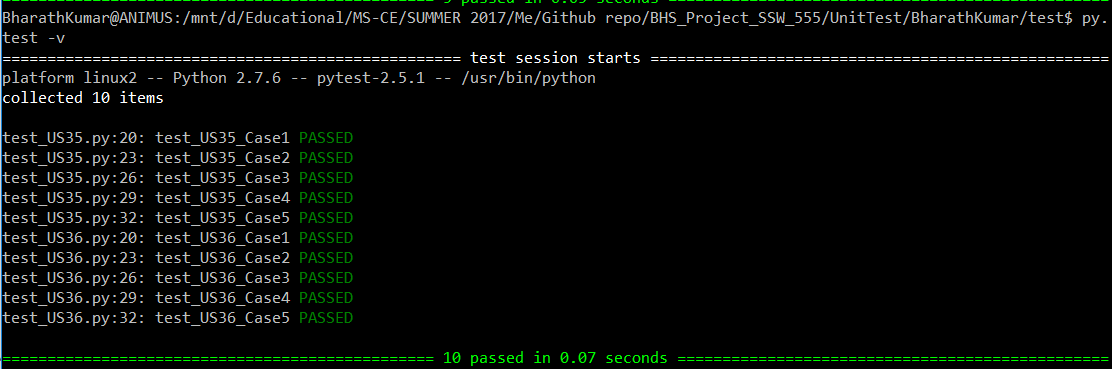 =============================================== 9 passed in 0.09 seconds ================================================
BharathKumar@ANIMUS:/mnt/d/Educational/MS-CE/SUMMER 2017/Me/Github repo/BHS_Project_SSW_555/UnitTest/BharathKumar/test$ py.
test -v
=================================================== test session starts ===================================================
platform linux2 -- Python 2.7.6 -- pytest-2.5.1 -- /usr/bin/python
collected 10 items
test_US35.py:20: test_US35_Case1 PASSED
test_US35.py:23: test_US35_Case2 PASSED
test_US35.py:26: test_US35_Case3 PASSED
test_US35.py:29: test_US35_Case4 PASSED
test_US35.py:32: test_US35_Case5 PASSED
test_US36.py:20: test_US36_Case1 PASSED
test_US36.py:23: test_US36_Case2 PASSED
test_US36.py:26: test_US36_Case3 PASSED
test_US36.py:29: test_US36_Case4 PASSED
test_US36.py:32: test_US36_Case5 PASSED
================================================ 10 passed in 0.07 seconds ================================================